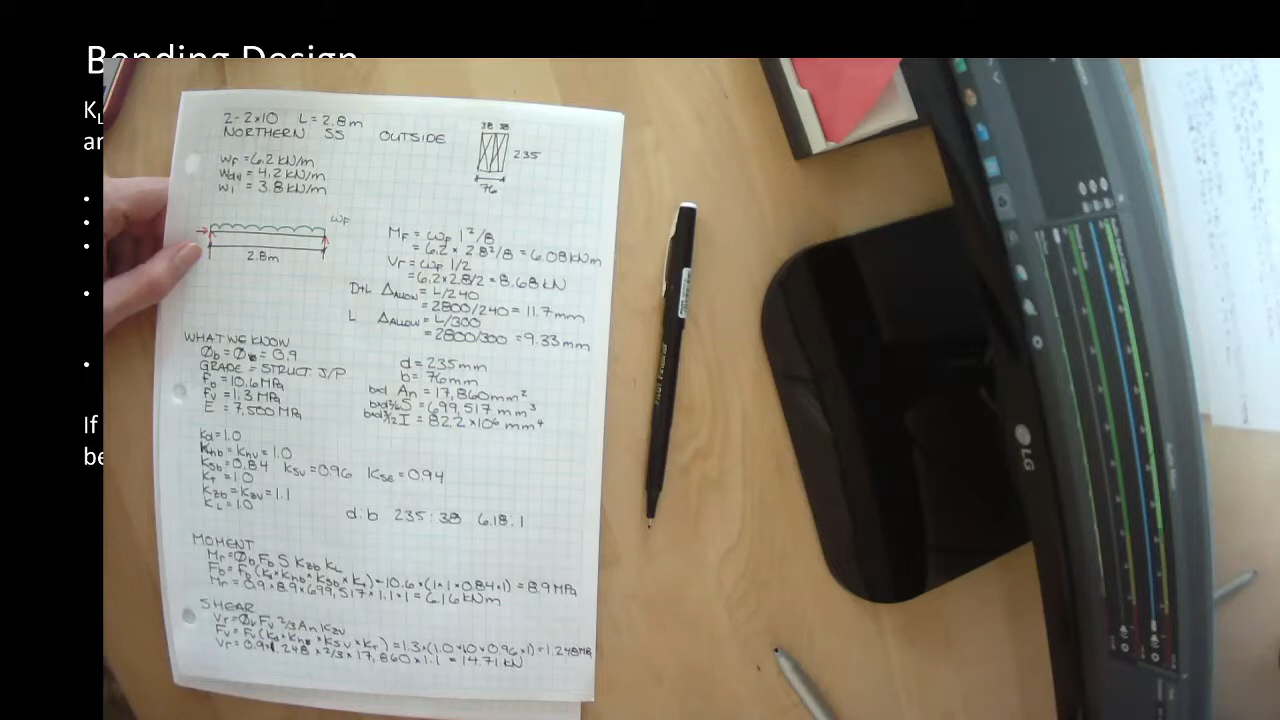 Bending Design
K
L
ar
If
be
2-2x10 L=2.8m
NORTHERN SS OUTSIDE
38 38
235
76
wf = 6.2 kN/m
wD+L = 4.2 kN/m
wL = 3.8 kN/m
wf
2.8m
Mf = wf l²/8
= 6.2 x 2.8²/8 = 6.08 kNm
Vf = wf l/2
= 6.2 x 2.8/2 = 8.68 kN
D+L ΔALLOW = L/240
= 2800/240 = 11.7mm
L ΔALLOW = L/300
= 2800/300 = 9.33mm
WHAT WE KNOW
Øb = Øv = 0.9
GRADE = STRUCT J/P
fb = 10.6 MPa
fv = 1.3 MPa
E = 7,500 MPa
d = 235mm
b = 76mm
b×d An = 17,860mm²
b×d²/6 S = 699,517 mm³
b×d³/12 I = 82.2 x10⁶ mm⁴
Kd = 1.0
KHb = KHv = 1.0
KSb = 0.84 KSv = 0.96 KSE = 0.94
KT = 1.0
KZb = KZv = 1.1
KL = 1.0
d:b 235:38 6.18:1
MOMENT
Mr = Øb Fb S KZb KL
Fb = fb (Kd×KHb×KSb×KT) = 10.6×(1×1×0.84×1) = 8.9 MPa
Mr = 0.9×8.9×699,517×1.1×1 = 6.16 kNm
SHEAR
Vr = Øv Fv 2/3 An KZv
Fv = fv (Kd×KHv×KSv×KT) = 1.3×(1.0×1.0×0.96×1) = 1.248 MPa
Vr = 0.9×1.248×2/3×17,860×1.1 = 14.71 kN
LG